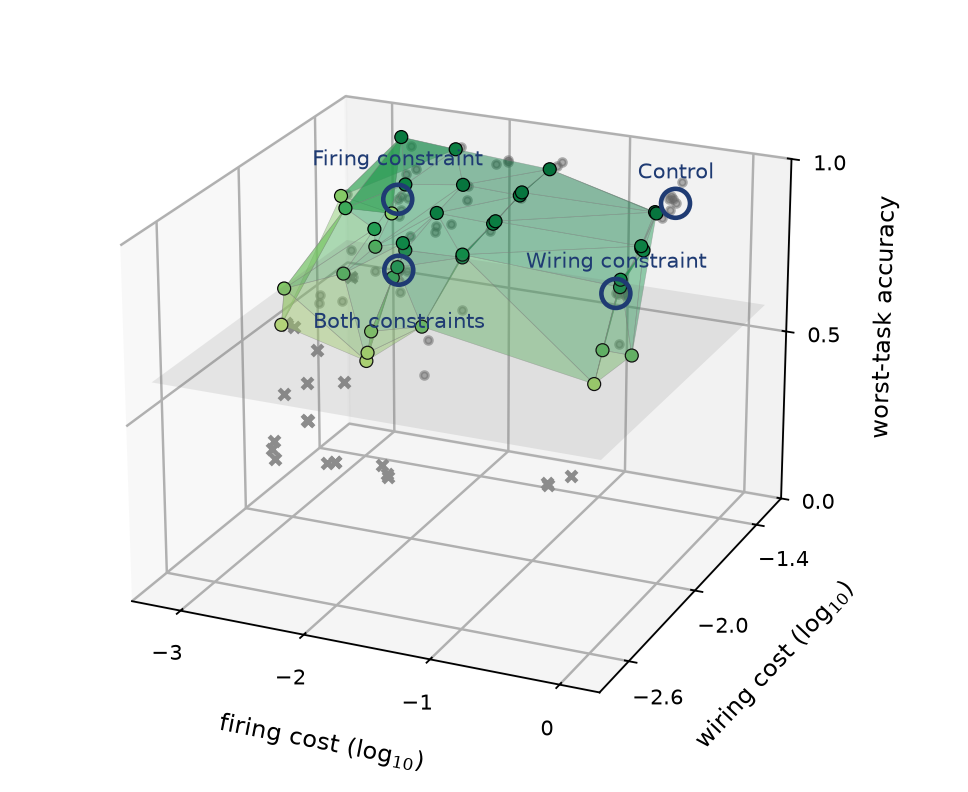 Firing constraint
Control
Wiring constraint
Both constraints
1.0
0.5
0.0
worst-task accuracy
−1.4
−2.0
−2.6
wiring cost (log₁₀)
−3
−2
−1
0
firing cost (log₁₀)